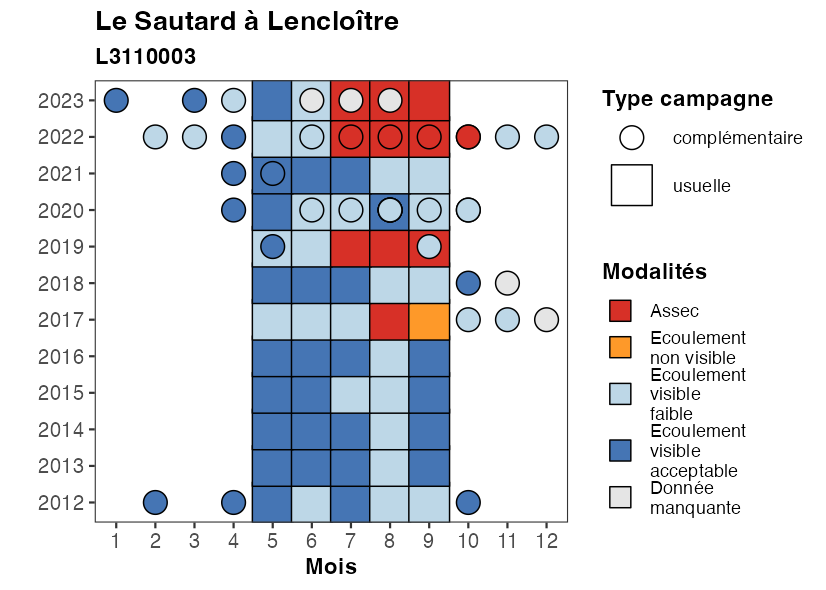 Le Sautard à Lencloître
L3110003
2023
2022
2021
2020
2019
2018
2017
2016
2015
2014
2013
2012
1 2 3 4 5 6 7 8 9 10 11 12
Mois
Type campagne
complémentaire
usuelle
Modalités
Assec
Ecoulement
non visible
Ecoulement
visible
faible
Ecoulement
visible
acceptable
Donnée
manquante